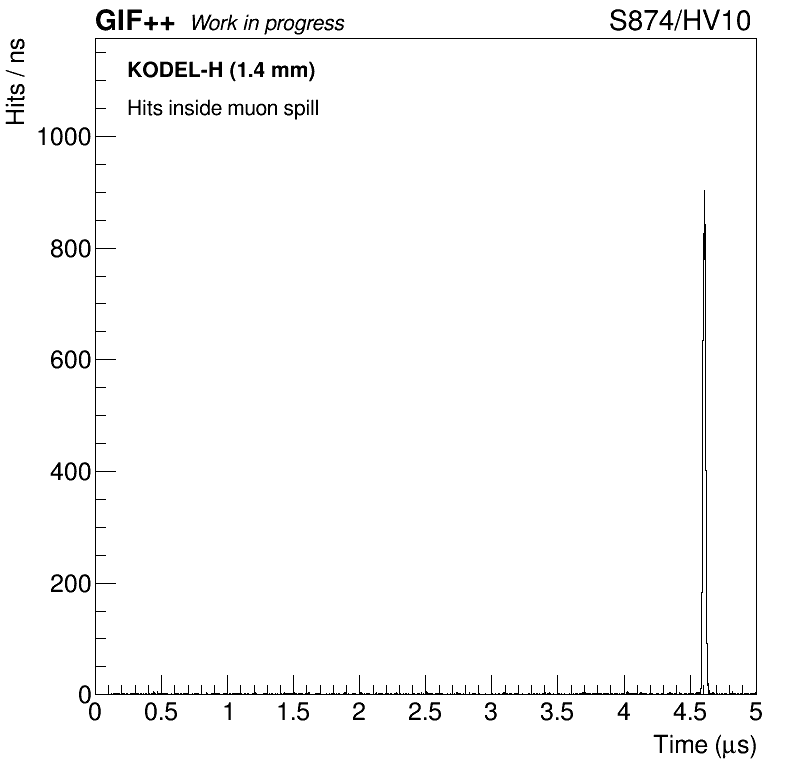 GIF++ Work in progress S874/HV10
Hits / ns
KODEL-H (1.4 mm)
Hits inside muon spill
1000
800
600
400
200
0
0 0.5 1 1.5 2 2.5 3 3.5 4 4.5 5
Time (μs)